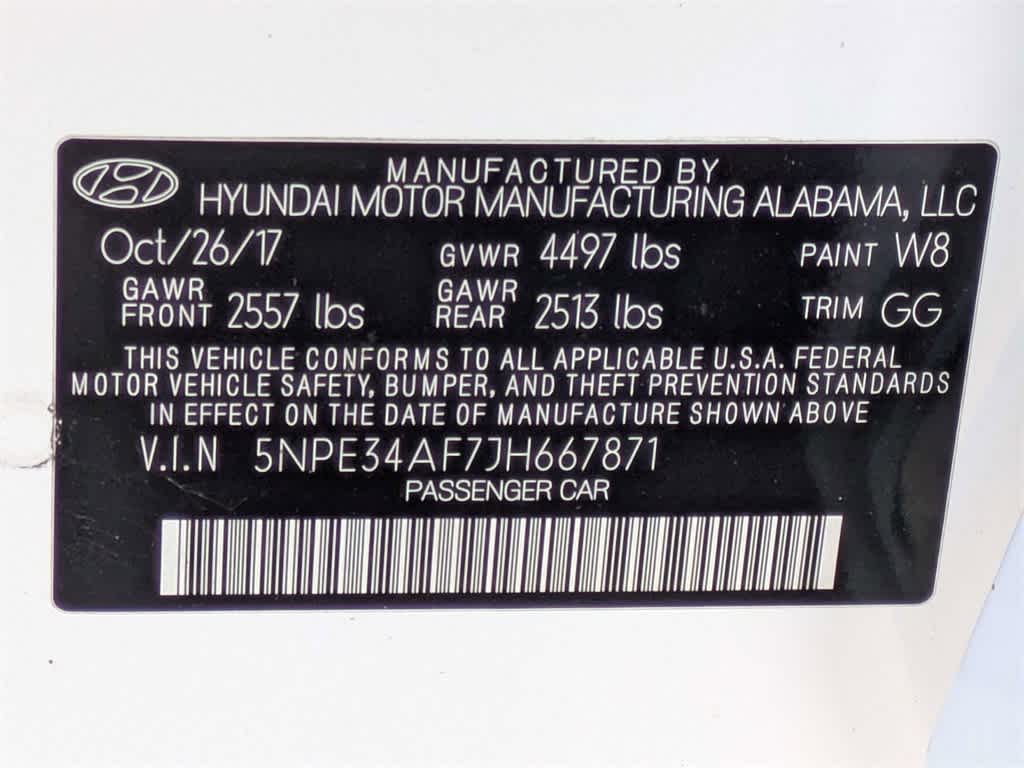 MANUFACTURED BY
HYUNDAI MOTOR MANUFACTURING ALABAMA, LLC
Oct/26/17 GVWR 4497 lbs PAINT W8
GAWR FRONT 2557 lbs GAWR REAR 2513 lbs TRIM GG
THIS VEHICLE CONFORMS TO ALL APPLICABLE U.S.A. FEDERAL
MOTOR VEHICLE SAFETY, BUMPER, AND THEFT PREVENTION STANDARDS
IN EFFECT ON THE DATE OF MANUFACTURE SHOWN ABOVE
V.I.N 5NPE34AF7JH667871
PASSENGER CAR